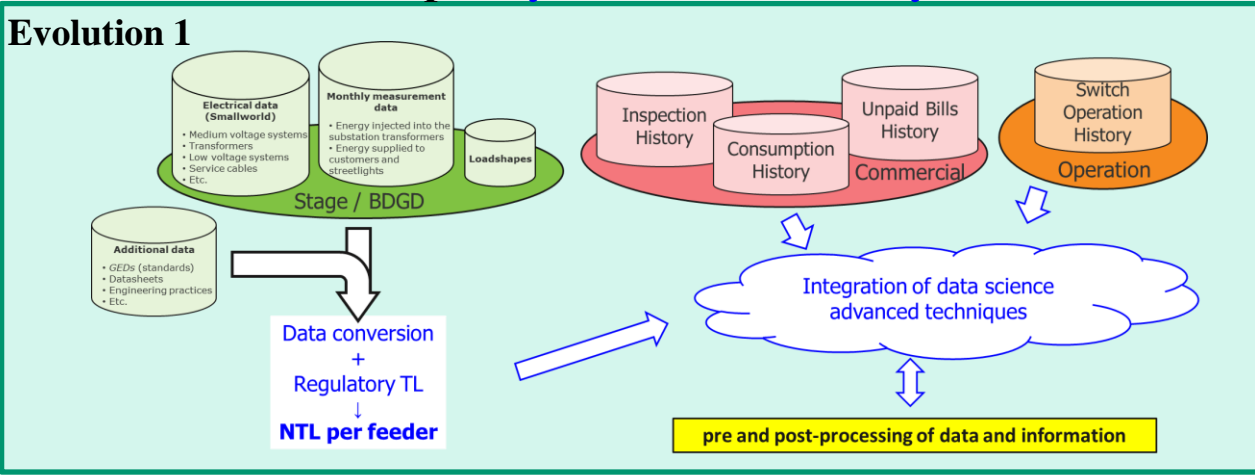 Evolution 1
Electrical data
(Smallworld)
• Medium voltage systems
• Transformers
• Low voltage systems
• Service cables
• Etc.
Monthly measurement
data
• Energy injected into the
substation transformers
• Energy supplied to
customers and
streetlights
Loadshapes
Stage / BDGD
Inspection
History
Consumption
History
Unpaid Bills
History
Commercial
Switch
Operation
History
Operation
Additional data
• GEDs (standards)
• Datasheets
• Engineering practices
• Etc.
Data conversion
+
Regulatory TL
↓
NTL per feeder
Integration of data science
advanced techniques
pre and post-processing of data and information